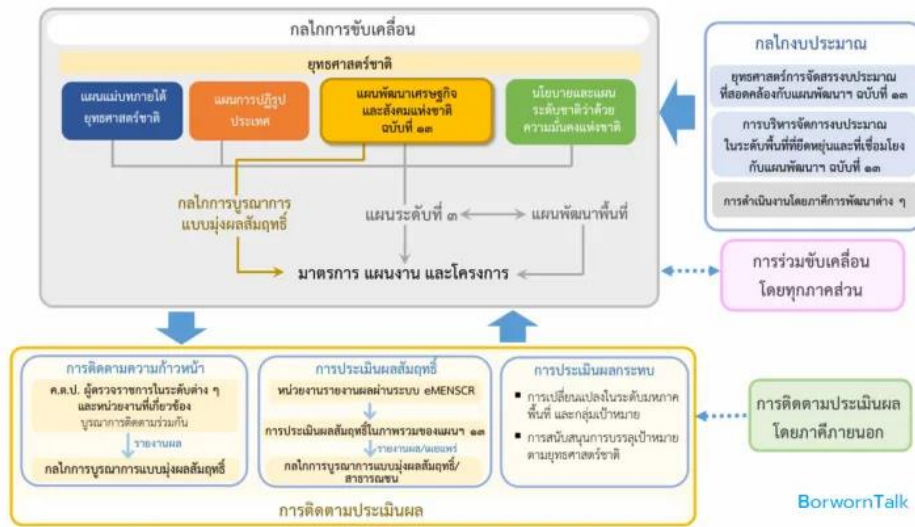 กลไกการขับเคลื่อน
ยุทธศาสตร์ชาติ
แผนแม่บทภายใต้
ยุทธศาสตร์ชาติ
แผนการปฏิรูป
ประเทศ
แผนพัฒนาเศรษฐกิจ
และสังคมแห่งชาติ
ฉบับที่ ๑๓
นโยบายและแผน
ระดับชาติว่าด้วย
ความมั่นคงแห่งชาติ
กลไกการบูรณาการ
แบบมุ่งผลสัมฤทธิ์
แผนระดับที่ ๓
แผนพัฒนาพื้นที่
มาตรการ แผนงาน และโครงการ
กลไกงบประมาณ
ยุทธศาสตร์การจัดสรรงบประมาณ
ที่สอดคล้องกับแผนพัฒนาฯ ฉบับที่ ๑๓
การบริหารจัดการงบประมาณ
ในระดับพื้นที่ที่ยืดหยุ่นและที่เชื่อมโยง
กับแผนพัฒนาฯ ฉบับที่ ๑๓
การดำเนินงานโดยภาคีการพัฒนาต่าง ๆ
การร่วมขับเคลื่อน
โดยทุกภาคส่วน
การติดตามความก้าวหน้า
ค.ต.ป. ผู้ตรวจราชการในระดับต่าง ๆ
และหน่วยงานที่เกี่ยวข้อง
บูรณาการติดตามร่วมกัน
รายงานผล
กลไกการบูรณาการแบบมุ่งผลสัมฤทธิ์
การประเมินผลสัมฤทธิ์
หน่วยงานรายงานผลผ่านระบบ eMENSCR
การประเมินผลสัมฤทธิ์ในภาพรวมของแผนฯ ๑๓
รายงานผล/เผยแพร่
กลไกการบูรณาการแบบมุ่งผลสัมฤทธิ์/
สาธารณชน
การประเมินผลกระทบ
การเปลี่ยนแปลงในระดับมหภาค
พื้นที่ และกลุ่มเป้าหมาย
การสนับสนุนการบรรลุเป้าหมาย
ตามยุทธศาสตร์ชาติ
การติดตามประเมินผล
การติดตามประเมินผล
โดยภาคีภายนอก
BorwornTalk